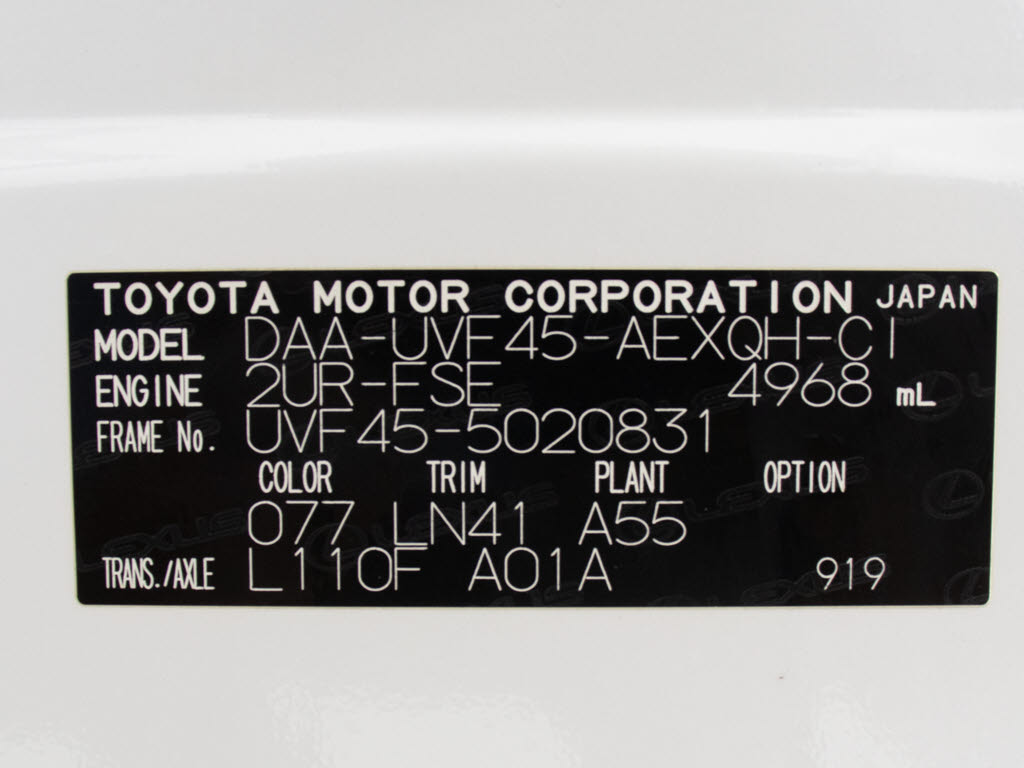 TOYOTA MOTOR CORPORATION JAPAN
MODEL DAA-UVF45-AEXQH-C1
ENGINE 2UR-FSE 4968 mL
FRAME No. UVF45-5020831
COLOR TRIM PLANT OPTION
077 LN41 A55
TRANS./AXLE L110F A01A 919